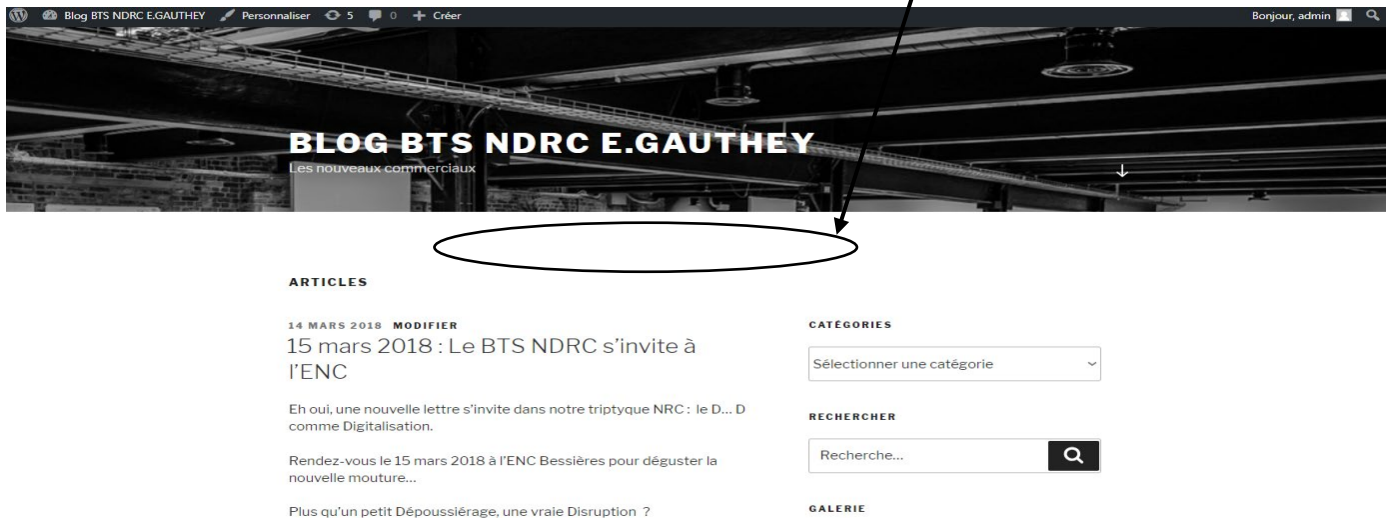 Blog BTS NDRC E.GAUTHEY Personnaliser 5 0 + Créer Bonjour, admin
BLOG BTS NDRC E.GAUTHEY
Les nouveaux commerciaux
ARTICLES
14 MARS 2018 MODIFIER
15 mars 2018 : Le BTS NDRC s’invite à
l’ENC
Eh oui, une nouvelle lettre s’invite dans notre triptyque NRC : le D… D
comme Digitalisation.
Rendez-vous le 15 mars 2018 à l’ENC Bessières pour déguster la
nouvelle mouture…
Plus qu’un petit Dépoussiérage, une vraie Disruption ?
CATÉGORIES
Sélectionner une catégorie
RECHERCHER
Recherche…
GALERIE